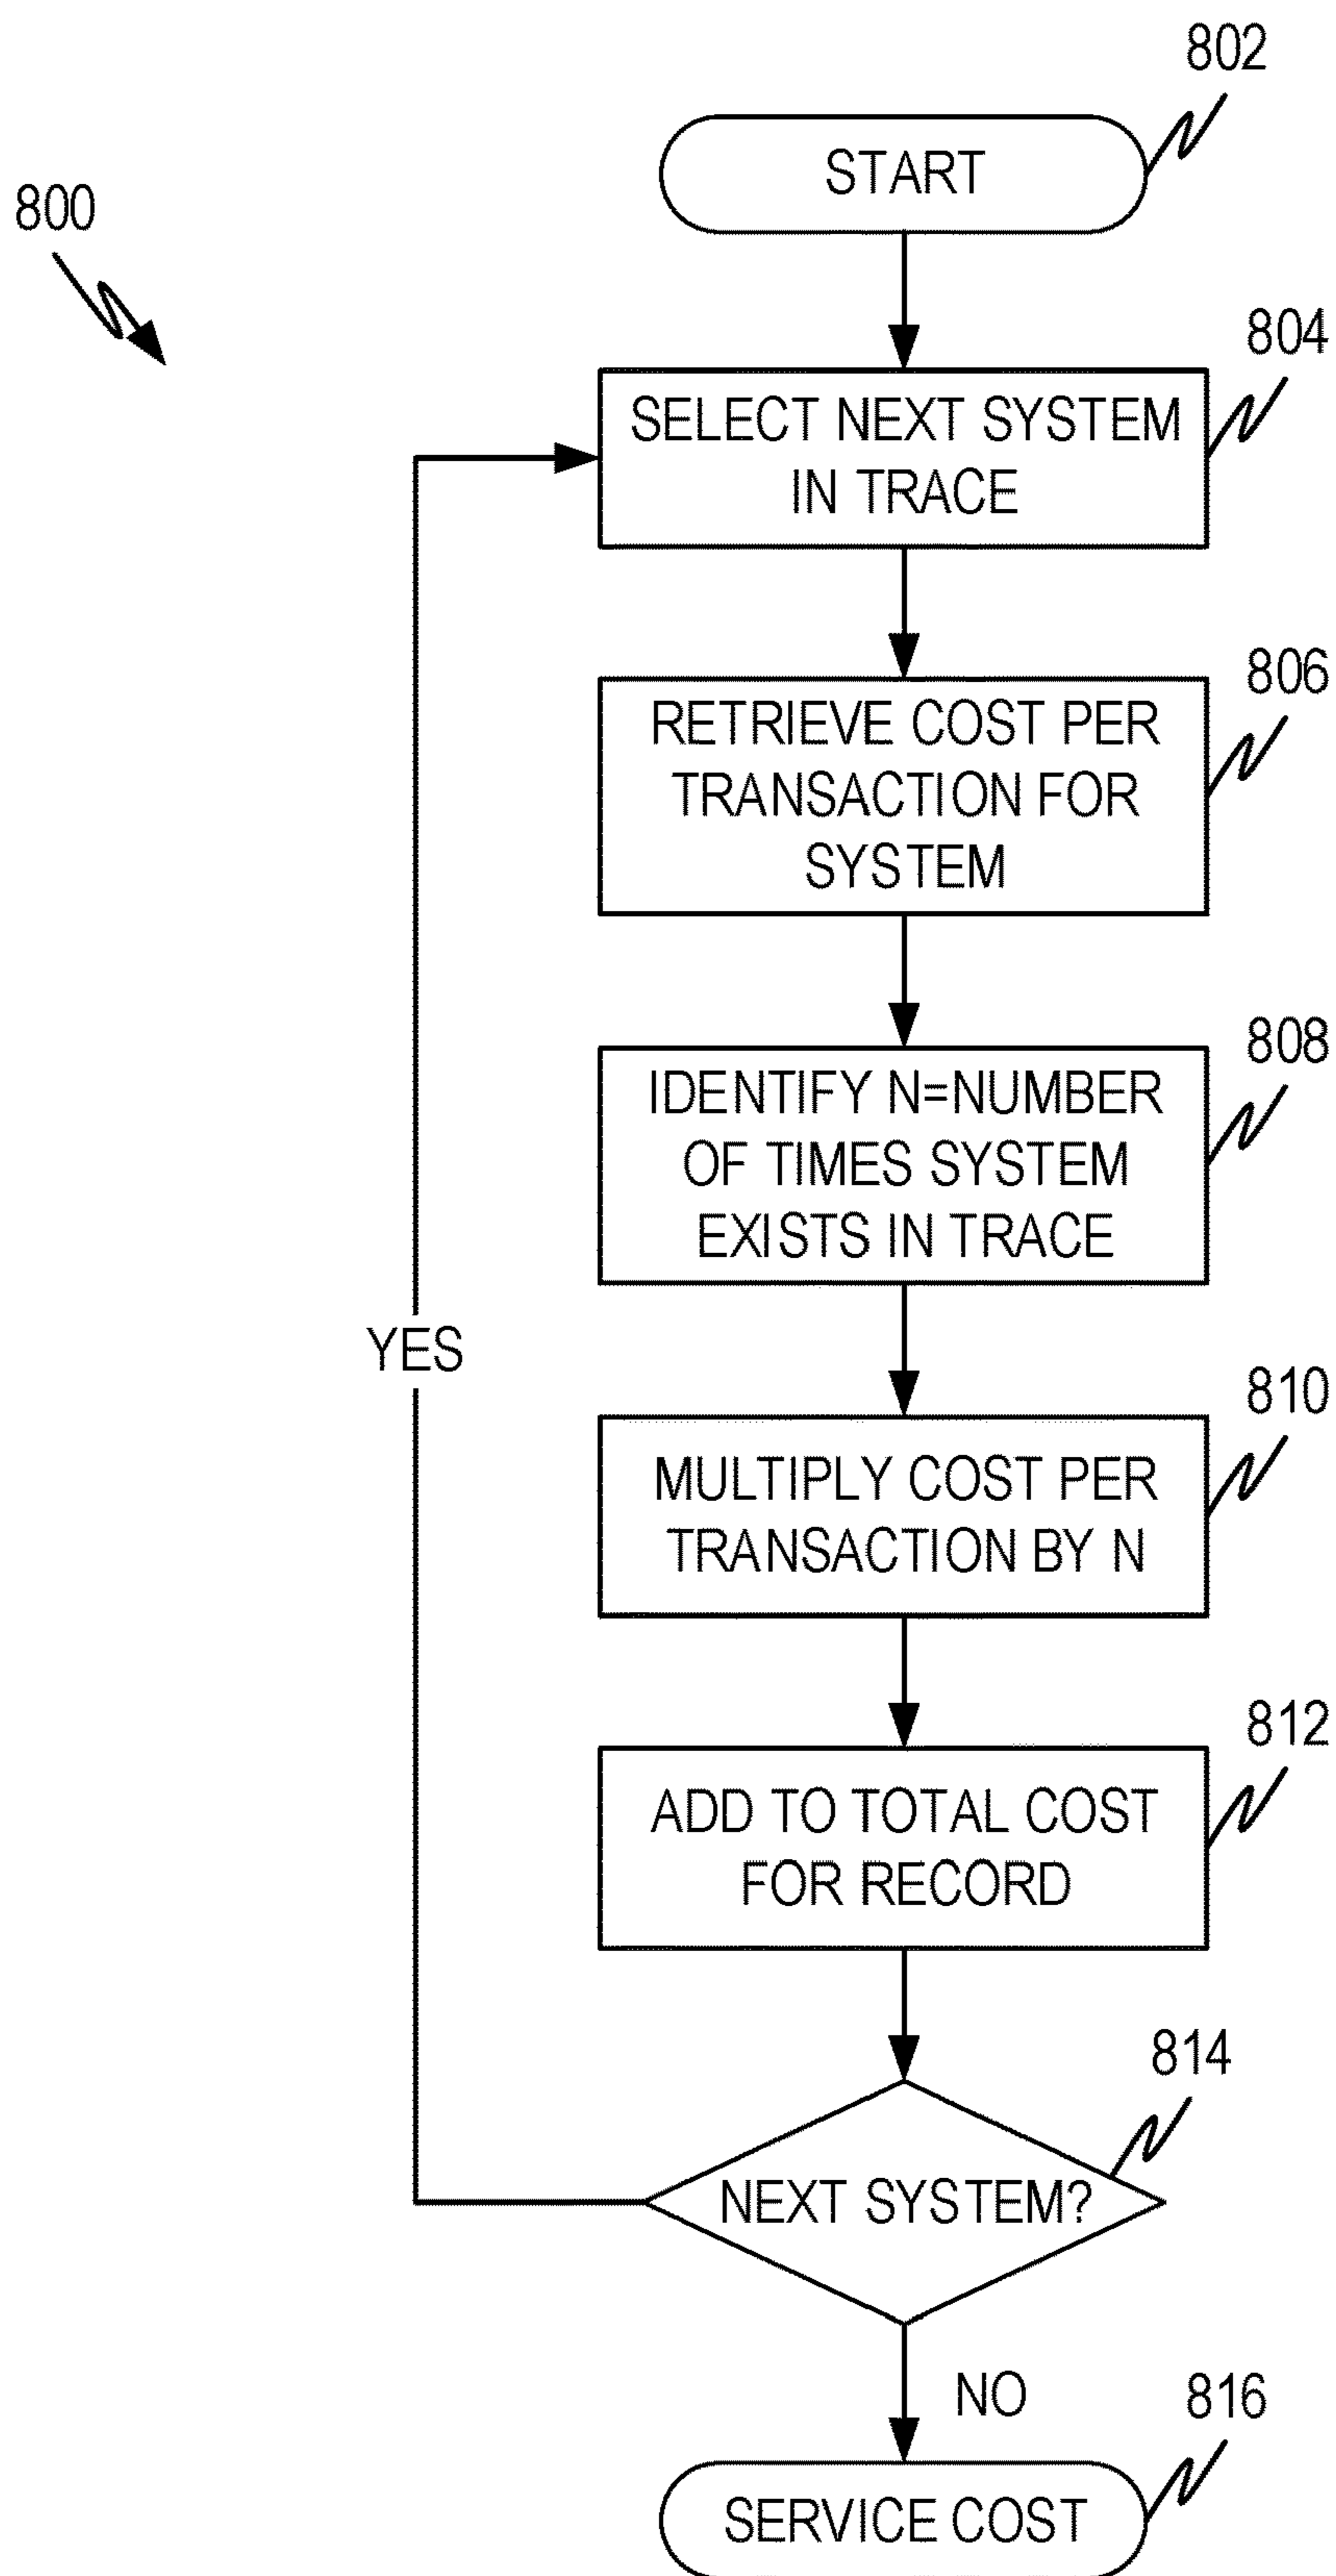 802
START
800
804
SELECT NEXT SYSTEM
IN TRACE
806
RETRIEVE COST PER
TRANSACTION FOR
SYSTEM
808
IDENTIFY N=NUMBER
OF TIMES SYSTEM
EXISTS IN TRACE
YES
810
MULTIPLY COST PER
TRANSACTION BY N
812
ADD TO TOTAL COST
FOR RECORD
814
NEXT SYSTEM?
NO
816
SERVICE COST